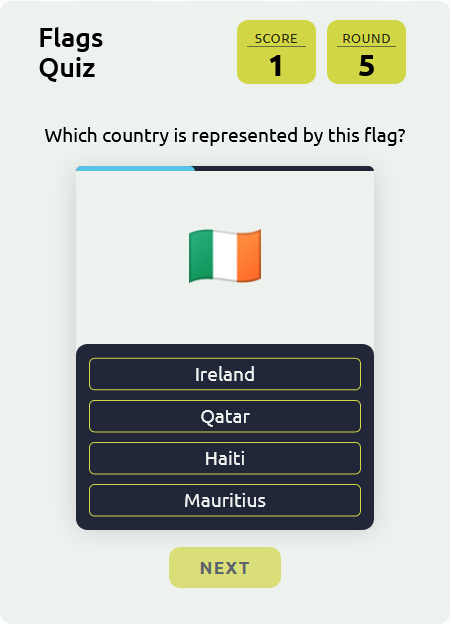 Flags
Quiz
SCORE
1
ROUND
5
Which country is represented by this flag?
Ireland
Qatar
Haiti
Mauritius
NEXT